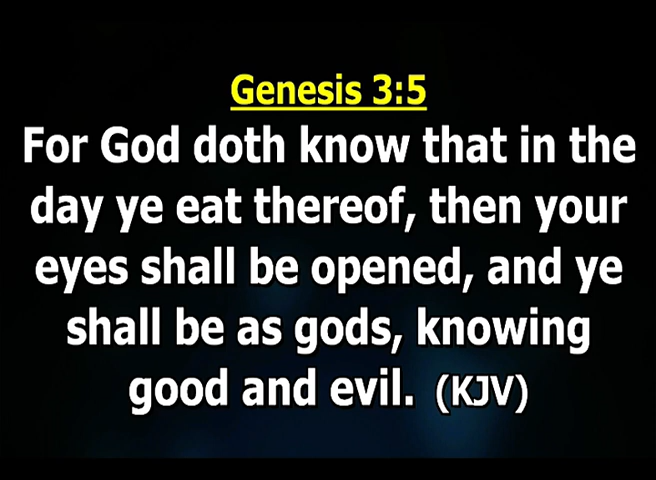 Genesis 3:5
For God doth know that in the
day ye eat thereof, then your
eyes shall be opened, and ye
shall be as gods, knowing
good and evil. (KJV)